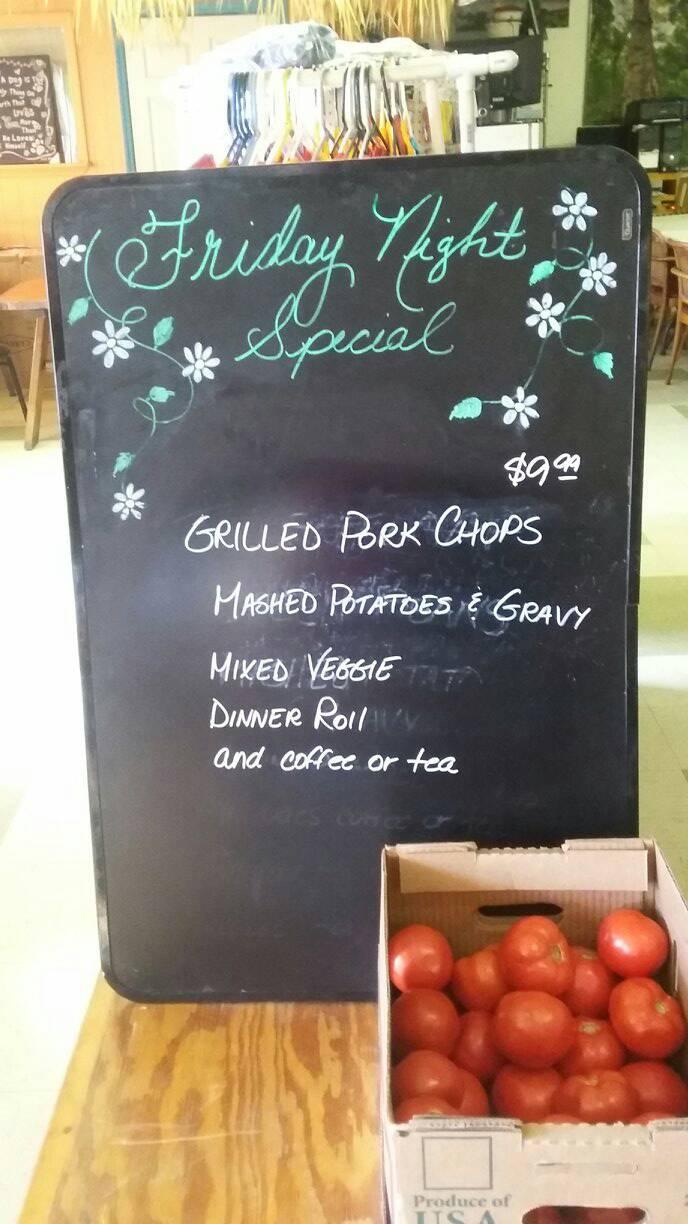 Friday Night
Special
$9.99
GRILLED PORK CHOPS
MASHED POTATOES & GRAVY
MIXED VEGGIE
DINNER Roll
and coffee or tea
Produce of
USA